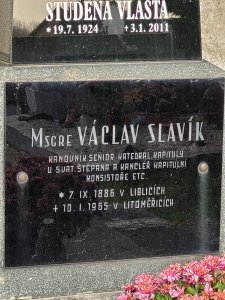 STUDENÁ VLASTA
* 19.7.1924 + 3.1.2011
MSGRE VÁCLAV SLAVÍK
KANOVNÍK SENIOR KATEDRÁL. KAPITULY
U SVAT. ŠTĚPÁNA A KANCLÉŘ KAPITULNÍ
KONSISTOŘE ETC.
* 7. IX. 1886 V LIBLICÍCH
+ 10. I. 1965 V LITOMĚŘICÍCH